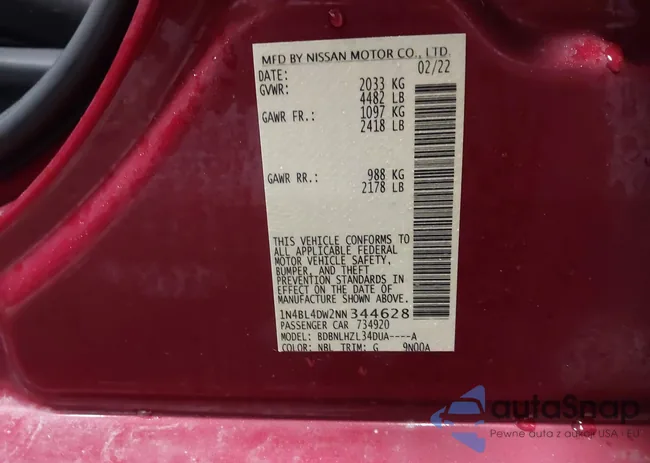 MFD BY NISSAN MOTOR CO., LTD.
DATE: 02/22
GVWR: 2033 KG
4482 LB
GAWR FR.: 1097 KG
2418 LB
GAWR RR.: 988 KG
2178 LB
THIS VEHICLE CONFORMS TO
ALL APPLICABLE FEDERAL
MOTOR VEHICLE SAFETY,
BUMPER, AND THEFT
PREVENTION STANDARDS IN
EFFECT ON THE DATE OF
MANUFACTURE SHOWN ABOVE.
1N4BL4DW2NN344628
PASSENGER CAR 734920
MODEL: BDBNLHZL34DUA----A
COLOR: NBL TRIM: G 9N00A
autoSnap
Pewne auta z aukcji USA - EU